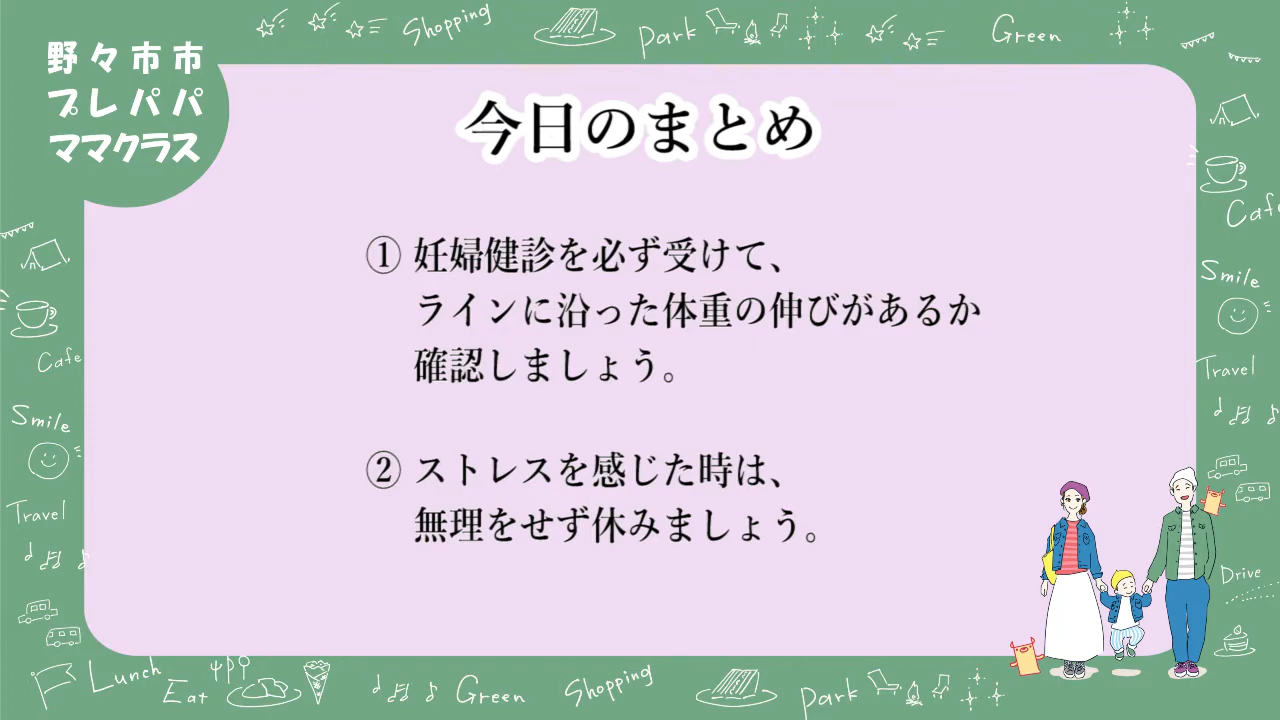 Shopping
park
Green
野々市市
プレパパ
ママクラス
今日のまとめ
① 妊婦健診を必ず受けて、
ラインに沿った体重の伸びがあるか
確認しましょう。
② ストレスを感じた時は、
無理をせず休みましょう。
Cafe
Smile
Travel
Cafe
Smile
Travel
Drive
Lunch
Eat
Green
Shopping
park